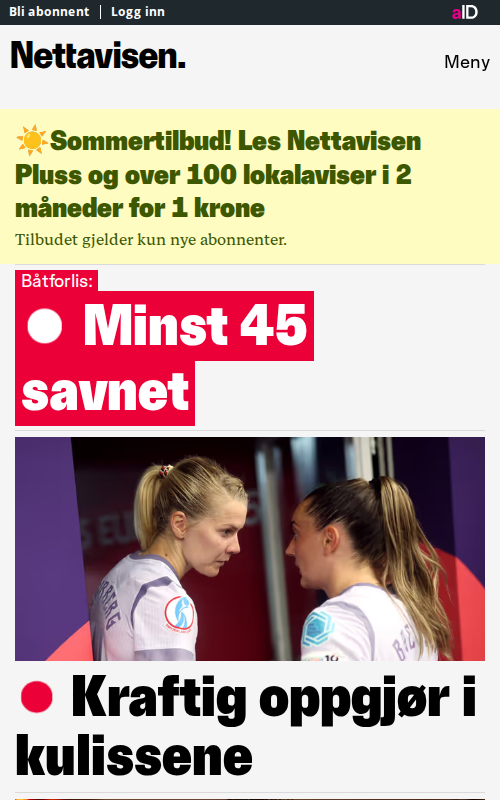 Bli abonnent | Logg inn
aID
Nettavisen.
Meny
☀️Sommertilbud! Les Nettavisen
Pluss og over 100 lokalaviser i 2
måneder for 1 krone
Tilbudet gjelder kun nye abonnenter.
Båtforlis:
Minst 45
savnet
Kraftig oppgjør i
kulissene